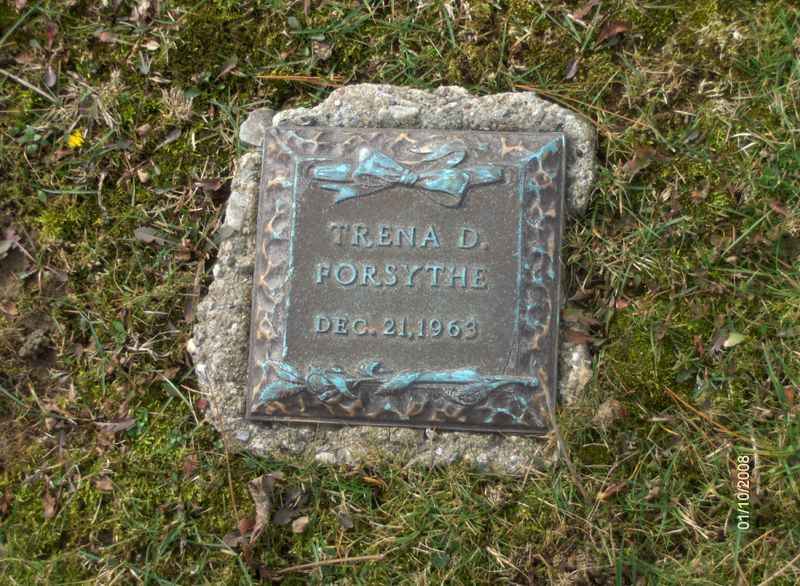 TRENA D.
FORSYTHE
DEC. 21, 1963
01/10/2008